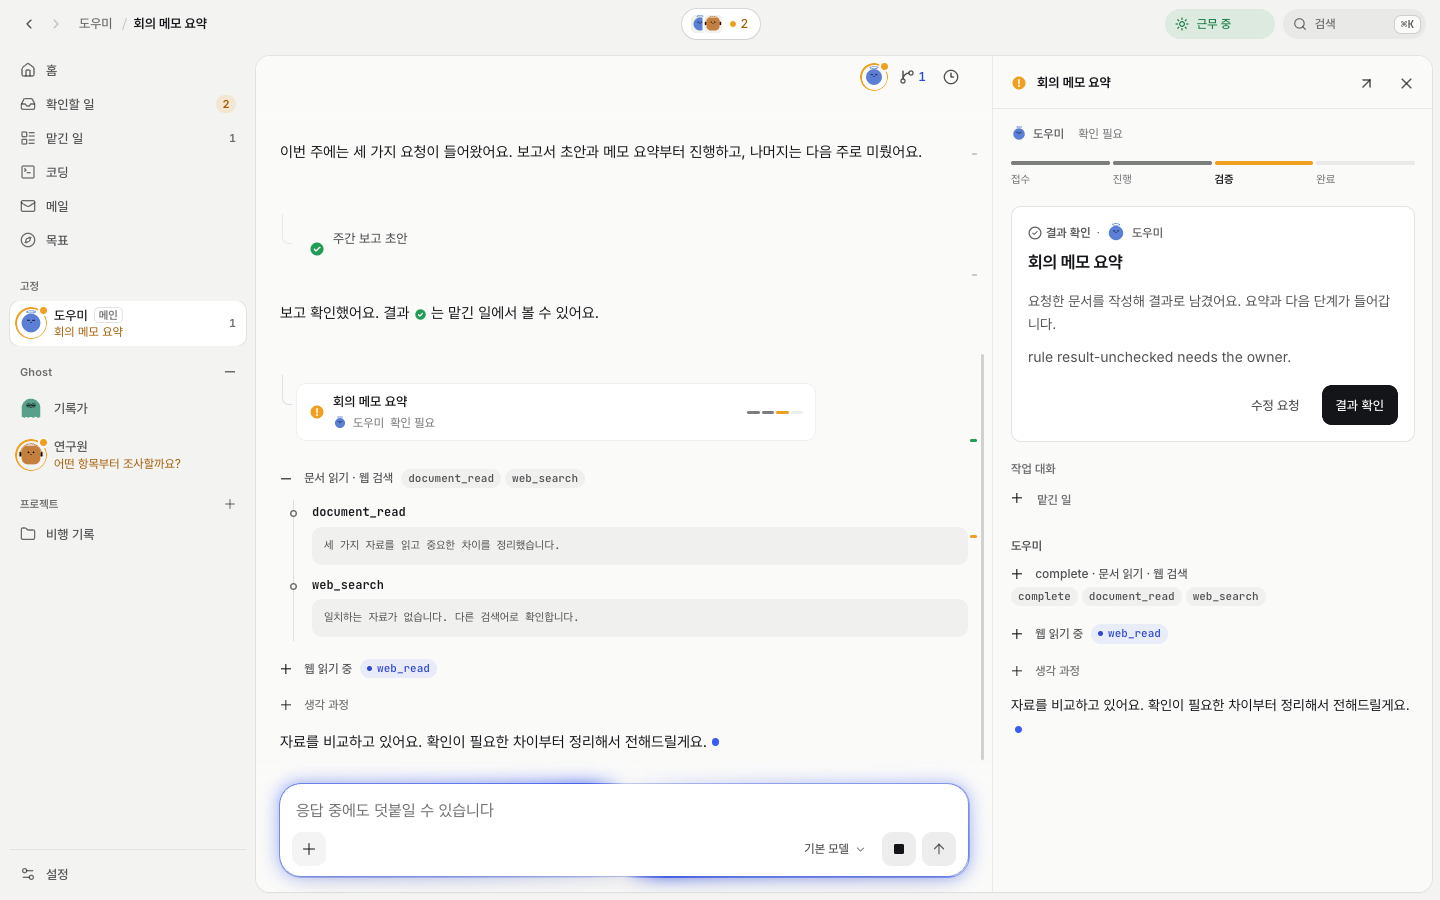 도우미 / 회의 메모 요약
2
근무 중
검색
⌘K
홈
확인할 일
2
맡긴 일
1
코딩
메일
목표
고정
도우미 메인
회의 메모 요약
1
Ghost
기록가
연구원
어떤 항목부터 조사할까요?
프로젝트
비행 기록
설정
1
이번 주에는 세 가지 요청이 들어왔어요. 보고서 초안과 메모 요약부터 진행하고, 나머지는 다음 주로 미뤘어요.
주간 보고 초안
보고 확인했어요. 결과 는 맡긴 일에서 볼 수 있어요.
회의 메모 요약
도우미 확인 필요
문서 읽기 · 웹 검색 document_read web_search
document_read
세 가지 자료를 읽고 중요한 차이를 정리했습니다.
web_search
일치하는 자료가 없습니다. 다른 검색어로 확인합니다.
웹 읽기 중 web_read
생각 과정
자료를 비교하고 있어요. 확인이 필요한 차이부터 정리해서 전해드릴게요.
응답 중에도 덧붙일 수 있습니다
기본 모델
회의 메모 요약
도우미 확인 필요
접수 진행 검증 완료
결과 확인 · 도우미
회의 메모 요약
요청한 문서를 작성해 결과로 남겼어요. 요약과 다음 단계가 들어갑
니다.
rule result-unchecked needs the owner.
수정 요청
결과 확인
작업 대화
맡긴 일
도우미
complete · 문서 읽기 · 웹 검색
complete document_read web_search
웹 읽기 중 web_read
생각 과정
자료를 비교하고 있어요. 확인이 필요한 차이부터 정리해서 전해드릴게요.